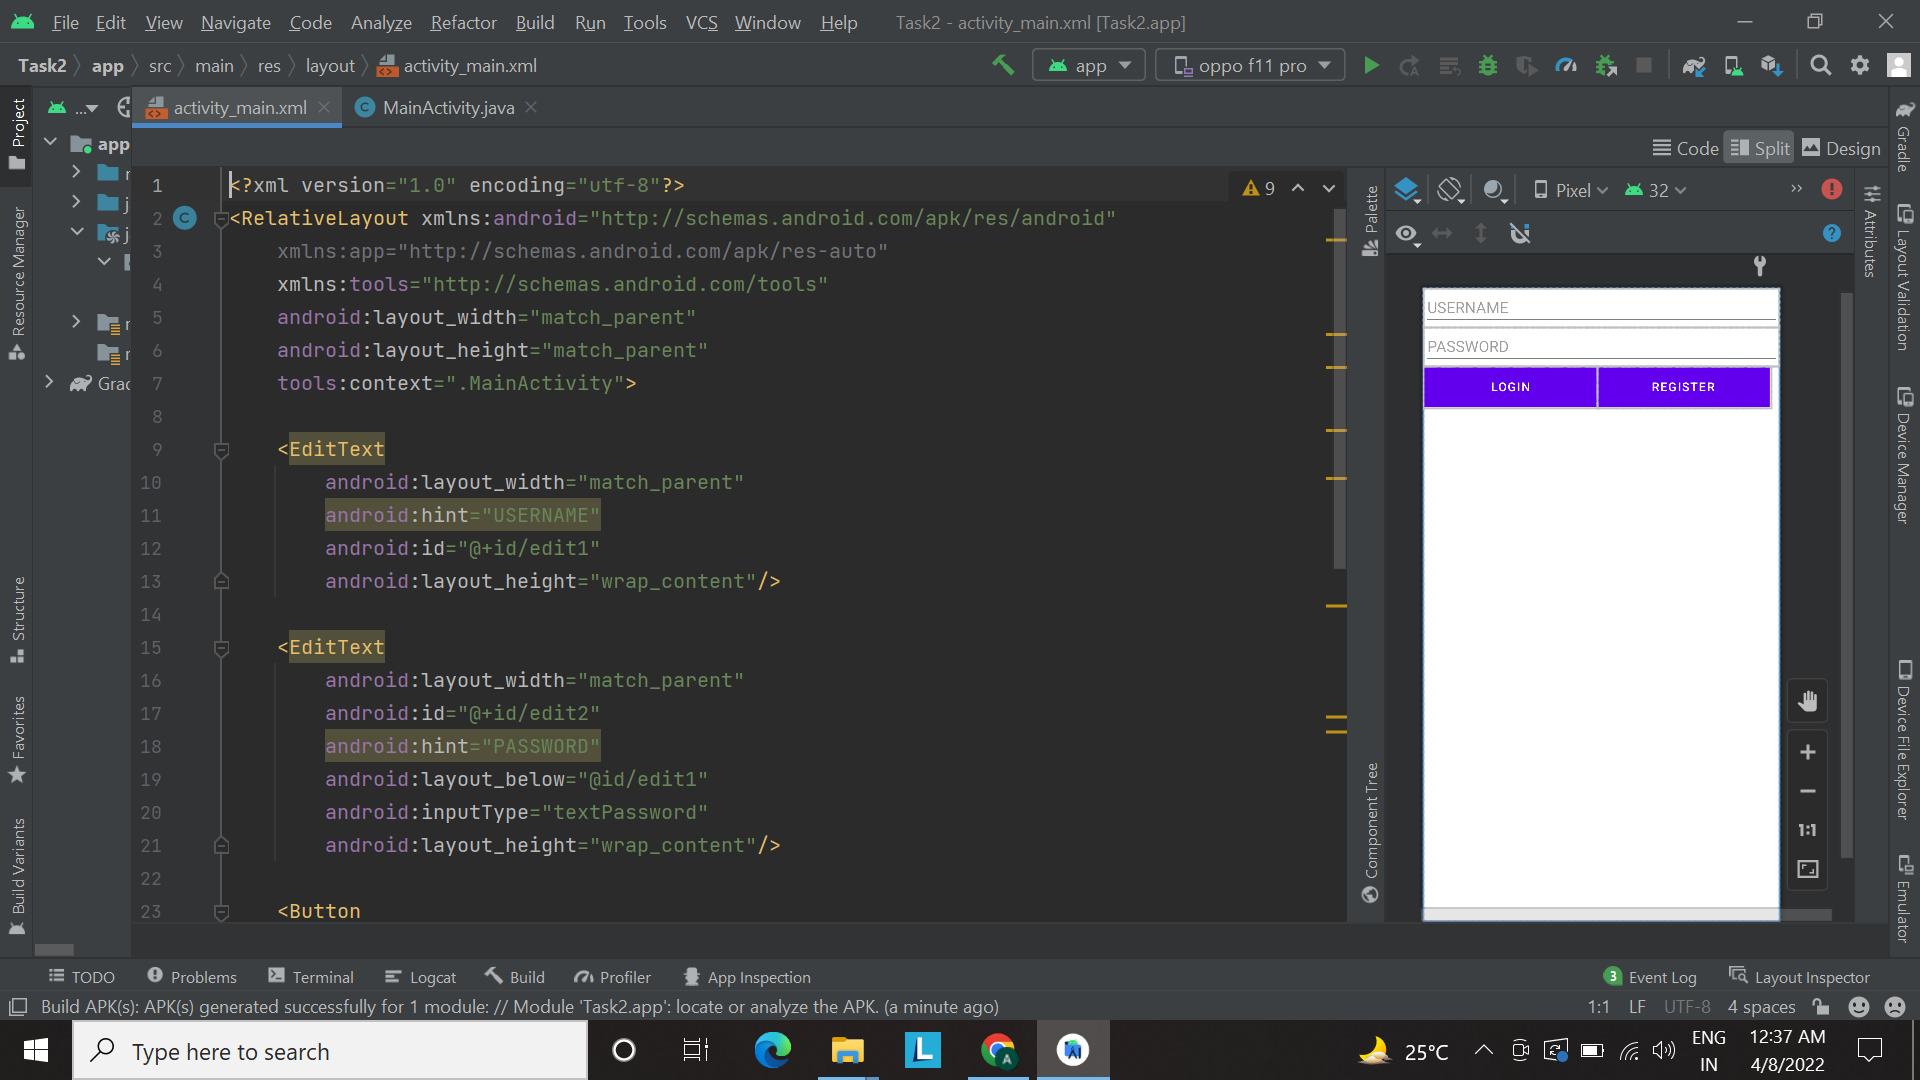 File Edit View Navigate Code Analyze Refactor Build Run Tools VCS Window Help Task2 - activity_main.xml [Task2.app]
Task2 app src main res layout activity_main.xml app oppo f11 pro
... activity_main.xml MainActivity.java
Code Split Design
Project
Resource Manager
Structure
Favorites
Build Variants
app
r
j
j
r
r
Grad
1 <?xml version="1.0" encoding="utf-8"?>
2 <RelativeLayout xmlns:android="http://schemas.android.com/apk/res/android"
3 xmlns:app="http://schemas.android.com/apk/res-auto"
4 xmlns:tools="http://schemas.android.com/tools"
5 android:layout_width="match_parent"
6 android:layout_height="match_parent"
7 tools:context=".MainActivity">
8
9 <EditText
10 android:layout_width="match_parent"
11 android:hint="USERNAME"
12 android:id="@+id/edit1"
13 android:layout_height="wrap_content"/>
14
15 <EditText
16 android:layout_width="match_parent"
17 android:id="@+id/edit2"
18 android:hint="PASSWORD"
19 android:layout_below="@id/edit1"
20 android:inputType="textPassword"
21 android:layout_height="wrap_content"/>
22
23 <Button
9
Palette
Component Tree
Pixel 32
USERNAME
PASSWORD
LOGIN REGISTER
1:1
Attributes
Gradle
Layout Validation
Device Manager
Device File Explorer
Emulator
TODO Problems Terminal Logcat Build Profiler App Inspection 3 Event Log Layout Inspector
Build APK(s): APK(s) generated successfully for 1 module: // Module 'Task2.app': locate or analyze the APK. (a minute ago) 1:1 LF UTF-8 4 spaces
Type here to search L A 25°C ENG IN 12:37 AM 4/8/2022